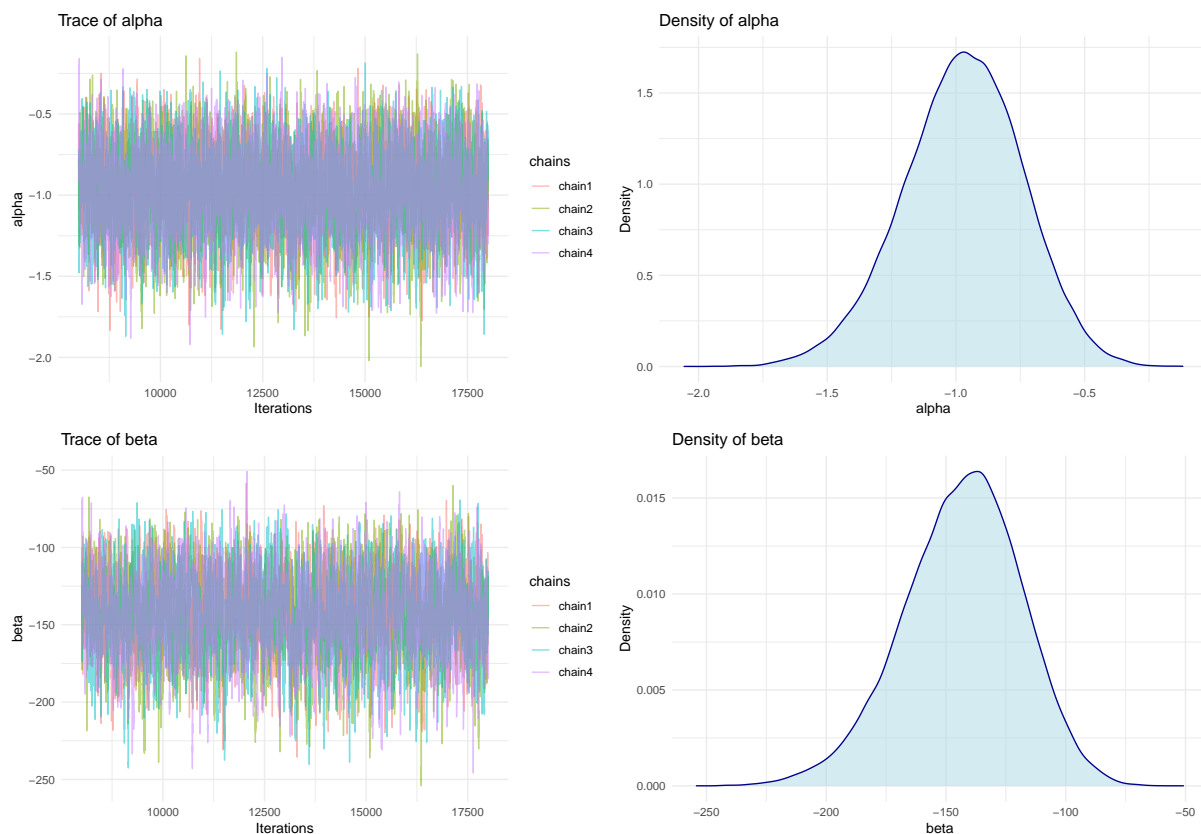 Trace of alpha
−0.5
−1.0
−1.5
−2.0
alpha
10000
12500
15000
17500
Iterations
chains
chain1
chain2
chain3
chain4
Density of alpha
1.5
1.0
0.5
0.0
Density
−2.0
−1.5
−1.0
−0.5
alpha
Trace of beta
−50
−100
−150
−200
−250
beta
10000
12500
15000
17500
Iterations
chains
chain1
chain2
chain3
chain4
Density of beta
0.015
0.010
0.005
0.000
Density
−250
−200
−150
−100
−50
beta